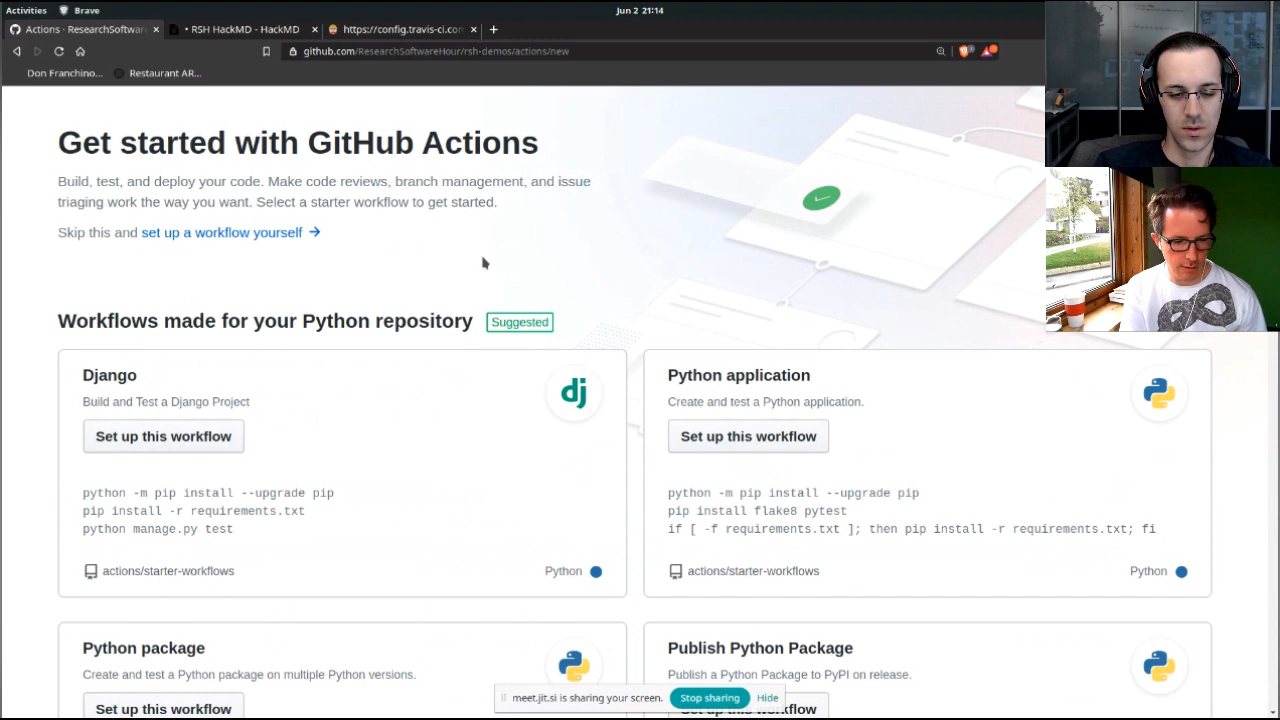 Activities Brave Jun 2 21:14
Actions · ResearchSoftwar × • RSH HackMD - HackMD × https://config.travis-ci.con × +
github.com/ResearchSoftwareHour/rsh-demos/actions/new
Don Franchino... Restaurant AR...
Get started with GitHub Actions
Build, test, and deploy your code. Make code reviews, branch management, and issue
triaging work the way you want. Select a starter workflow to get started.
Skip this and set up a workflow yourself →
Workflows made for your Python repository Suggested
Django
Build and Test a Django Project
Set up this workflow
python -m pip install --upgrade pip
pip install -r requirements.txt
python manage.py test
actions/starter-workflows Python
dj
Python application
Create and test a Python application.
Set up this workflow
python -m pip install --upgrade pip
pip install flake8 pytest
if [ -f requirements.txt ]; then pip install -r requirements.txt; fi
actions/starter-workflows Python
Python package
Create and test a Python package on multiple Python versions.
Set up this workflow
Publish Python Package
Publish a Python Package to PyPI on release.
Set up this workflow
meet.jit.si is sharing your screen. Stop sharing Hide